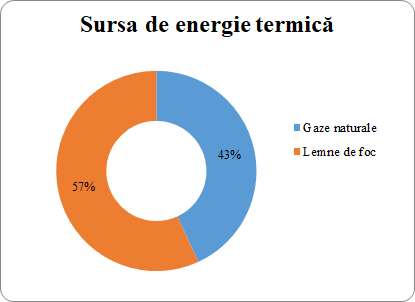 Sursa de energie termică
43%
57%
Gaze naturale
Lemne de foc